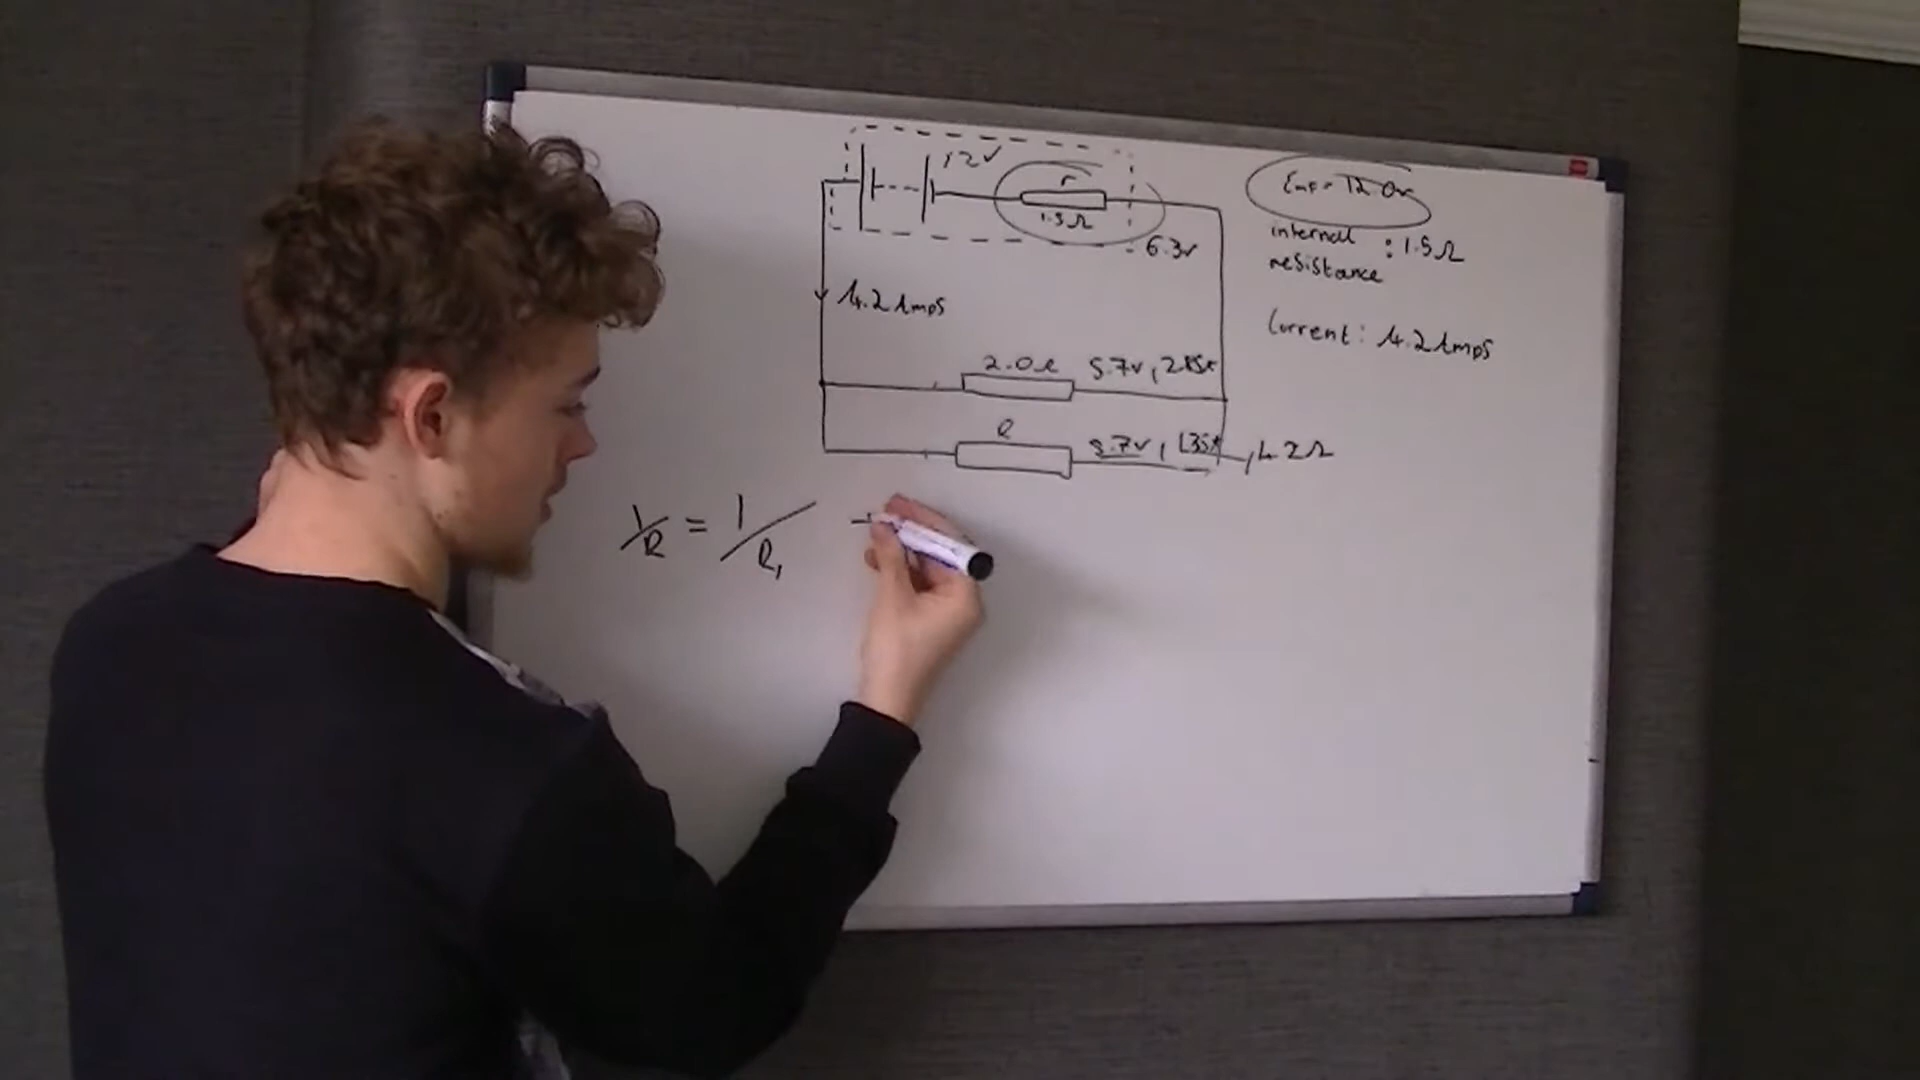 12v
r
1.5Ω
6.3v
4.2 Amps
2.0Ω 5.7v, 2.85A
R
5.7v, 1.35A, 4.2Ω
Emf = 12.0v
internal : 1.5Ω
resistance
Current: 4.2 Amps
1/R = 1/R₁ +